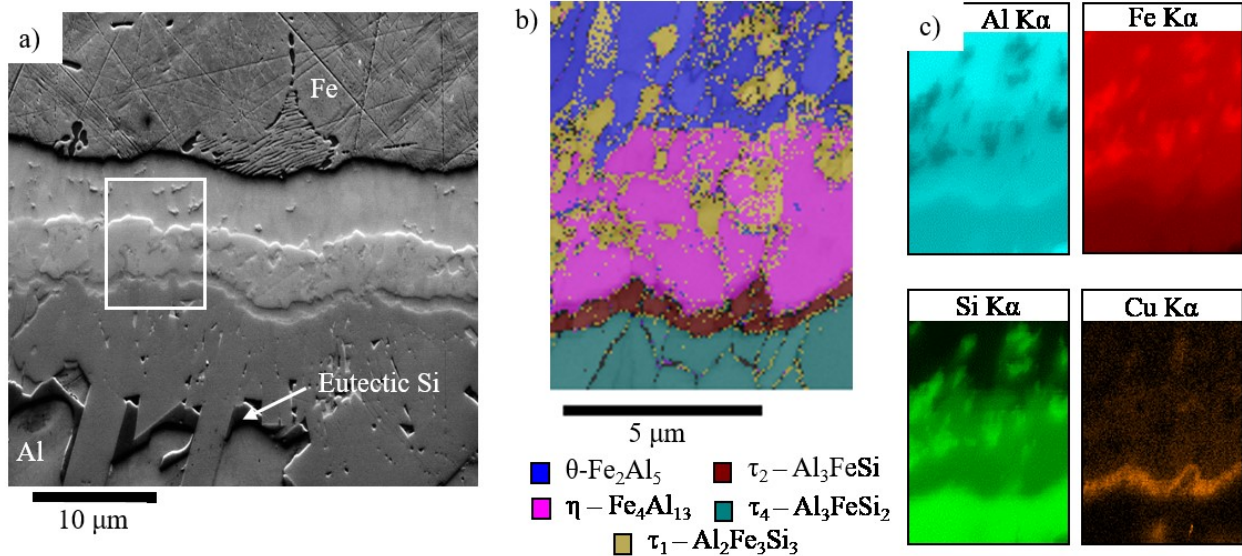 a)
Fe
Eutectic Si
Al
10 μm
b)
5 μm
θ-Fe₂Al₅
τ₂ – Al₃FeSi
η – Fe₄Al₁₃
τ₄ – Al₃FeSi₂
τ₁ – Al₂Fe₃Si₃
c)
Al Kα
Fe Kα
Si Kα
Cu Kα